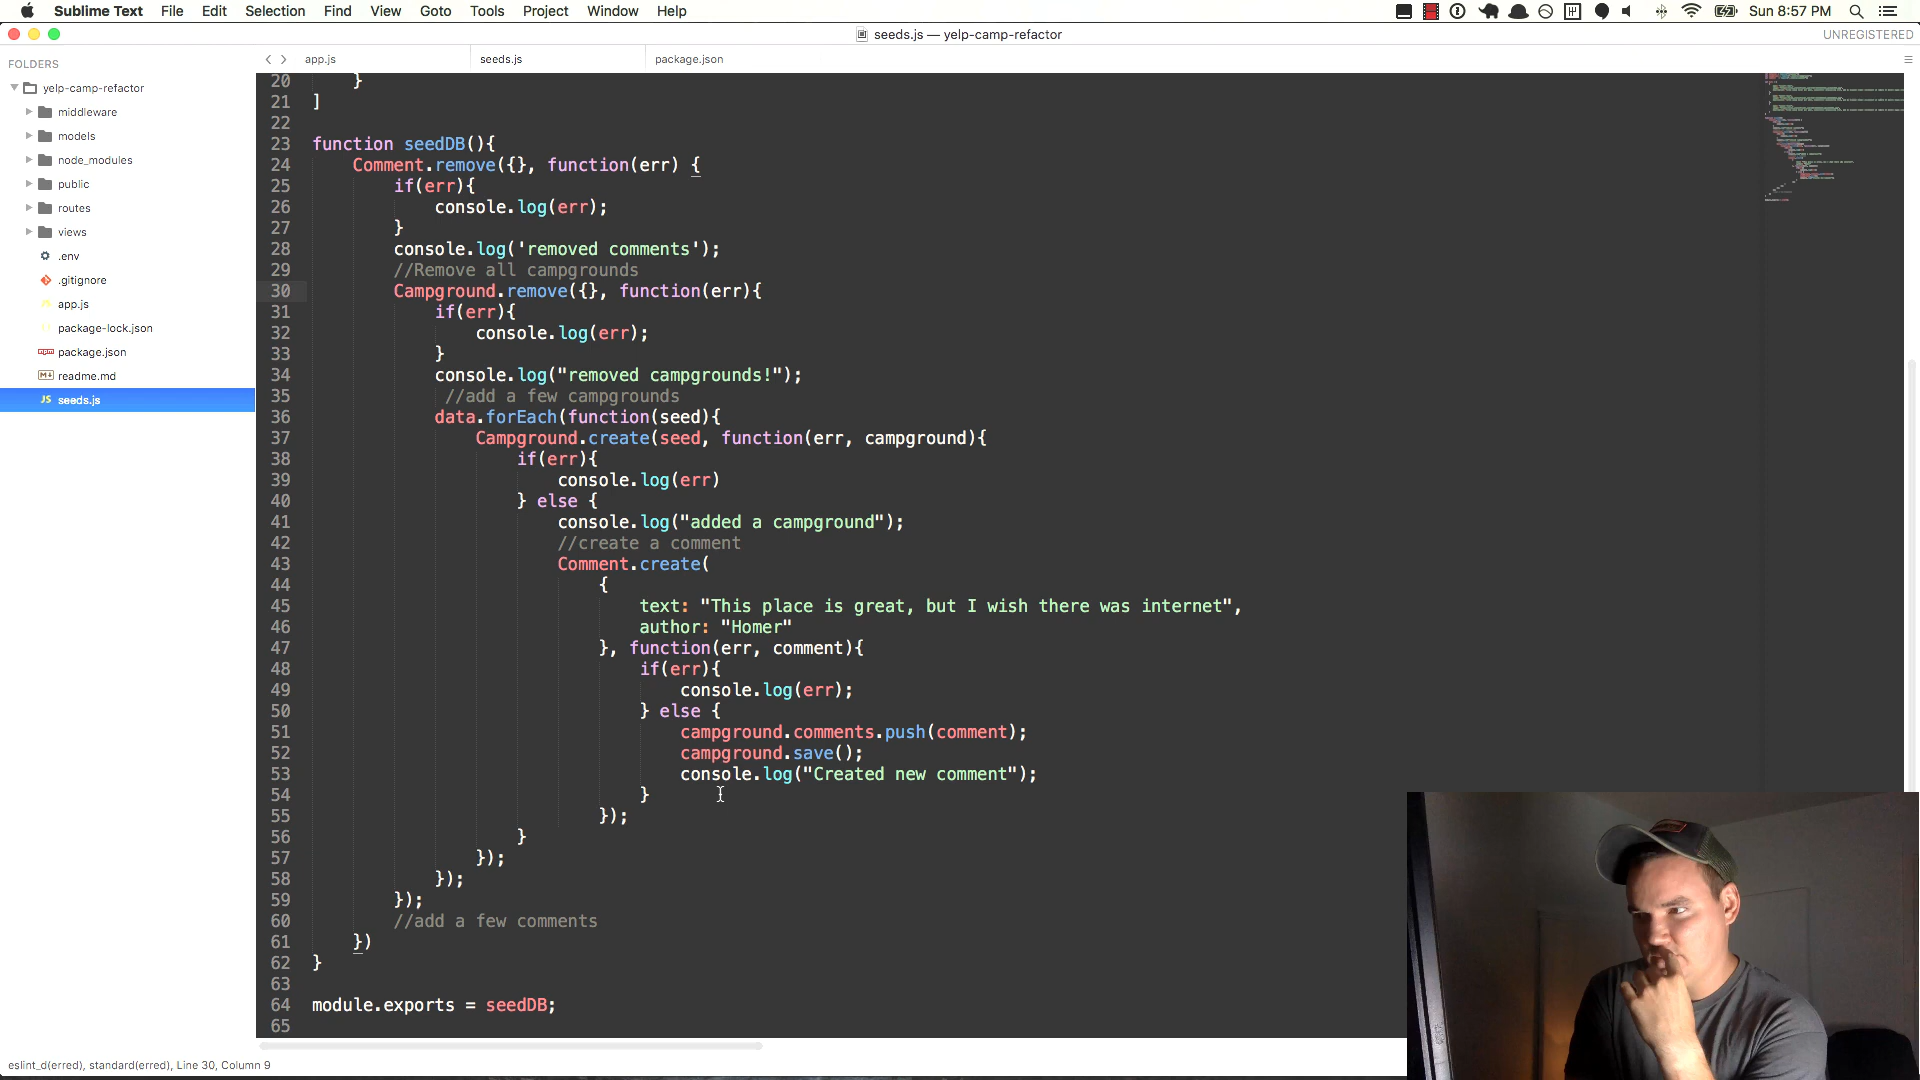 Sublime Text File Edit Selection Find View Goto Tools Project Window Help Sun 8:57 PM
seeds.js — yelp-camp-refactor UNREGISTERED
FOLDERS
yelp-camp-refactor
middleware
models
node_modules
public
routes
views
.env
.gitignore
app.js
package-lock.json
package.json
readme.md
JS seeds.js
app.js seeds.js package.json
20 }
21 ]
22
23 function seedDB(){
24 Comment.remove({}, function(err) {
25 if(err){
26 console.log(err);
27 }
28 console.log('removed comments');
29 //Remove all campgrounds
30 Campground.remove({}, function(err){
31 if(err){
32 console.log(err);
33 }
34 console.log("removed campgrounds!");
35 //add a few campgrounds
36 data.forEach(function(seed){
37 Campground.create(seed, function(err, campground){
38 if(err){
39 console.log(err)
40 } else {
41 console.log("added a campground");
42 //create a comment
43 Comment.create(
44 {
45 text: "This place is great, but I wish there was internet",
46 author: "Homer"
47 }, function(err, comment){
48 if(err){
49 console.log(err);
50 } else {
51 campground.comments.push(comment);
52 campground.save();
53 console.log("Created new comment");
54 }
55 });
56 }
57 });
58 });
59 });
60 //add a few comments
61 })
62 }
63
64 module.exports = seedDB;
65
eslint_d(erred), standard(erred), Line 30, Column 9